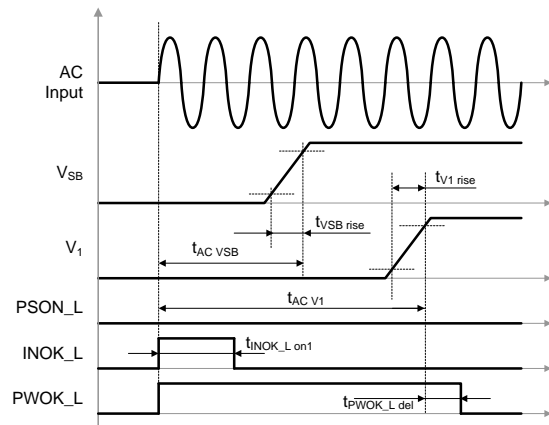 AC
Input
VSB
tV1 rise
tVSB rise
V1
tAC VSB
tAC V1
PSON_L
INOK_L
tINOK_L on1
PWOK_L
tPWOK_L del